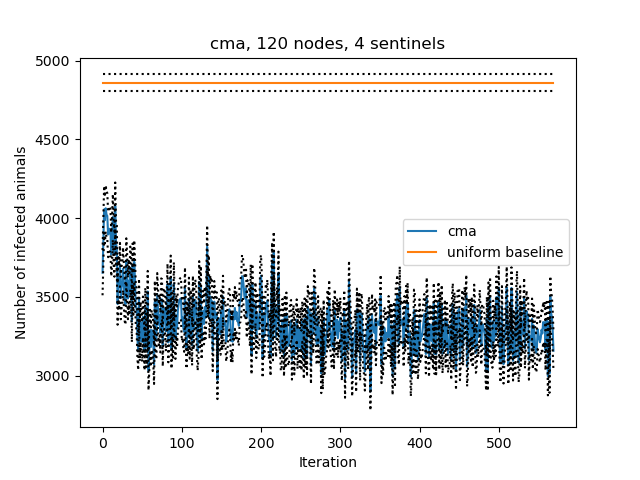 cma, 120 nodes, 4 sentinels
5000
4500
4000
3500
3000
Number of infected animals
cma
uniform baseline
0
100
200
300
400
500
Iteration